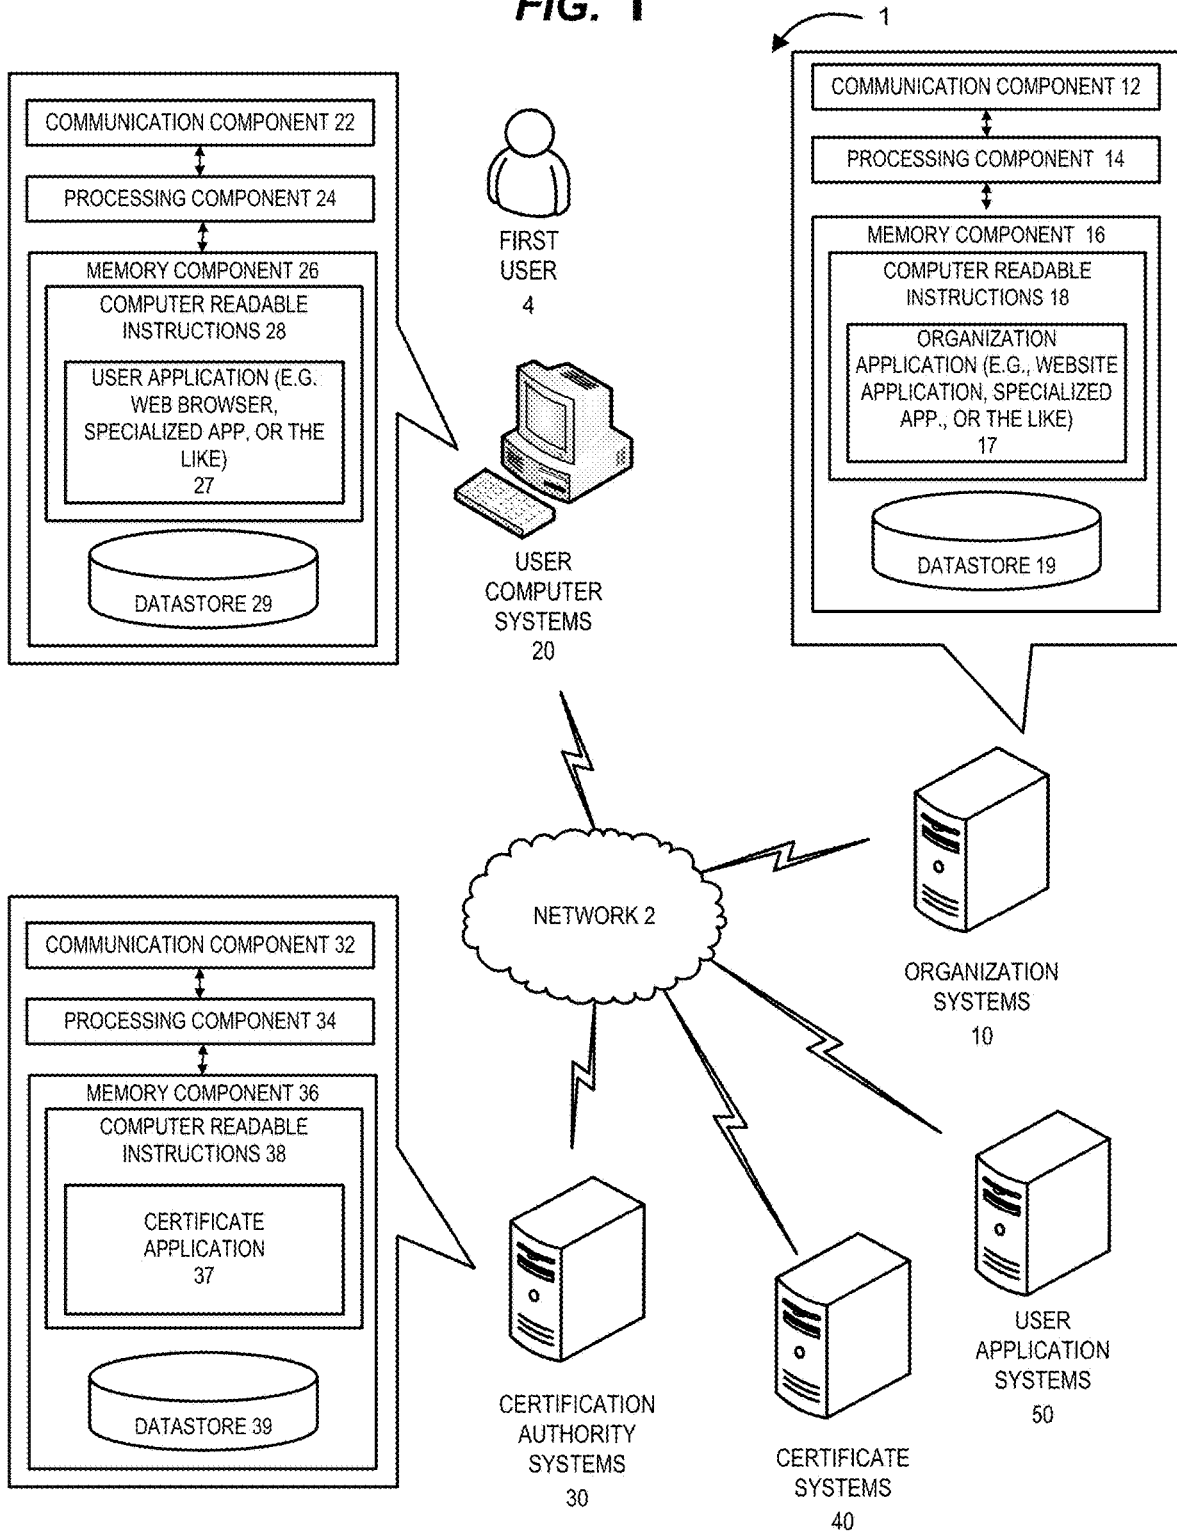 FIG. 1
1
COMMUNICATION COMPONENT 22
PROCESSING COMPONENT 24
MEMORY COMPONENT 26
COMPUTER READABLE
INSTRUCTIONS 28
USER APPLICATION (E.G.
WEB BROWSER,
SPECIALIZED APP, OR THE
LIKE)
27
DATASTORE 29
FIRST
USER
4
USER
COMPUTER
SYSTEMS
20
COMMUNICATION COMPONENT 12
PROCESSING COMPONENT 14
MEMORY COMPONENT 16
COMPUTER READABLE
INSTRUCTIONS 18
ORGANIZATION
APPLICATION (E.G., WEBSITE
APPLICATION, SPECIALIZED
APP., OR THE LIKE)
17
DATASTORE 19
NETWORK 2
ORGANIZATION
SYSTEMS
10
COMMUNICATION COMPONENT 32
PROCESSING COMPONENT 34
MEMORY COMPONENT 36
COMPUTER READABLE
INSTRUCTIONS 38
CERTIFICATE
APPLICATION
37
DATASTORE 39
CERTIFICATION
AUTHORITY
SYSTEMS
30
CERTIFICATE
SYSTEMS
40
USER
APPLICATION
SYSTEMS
50